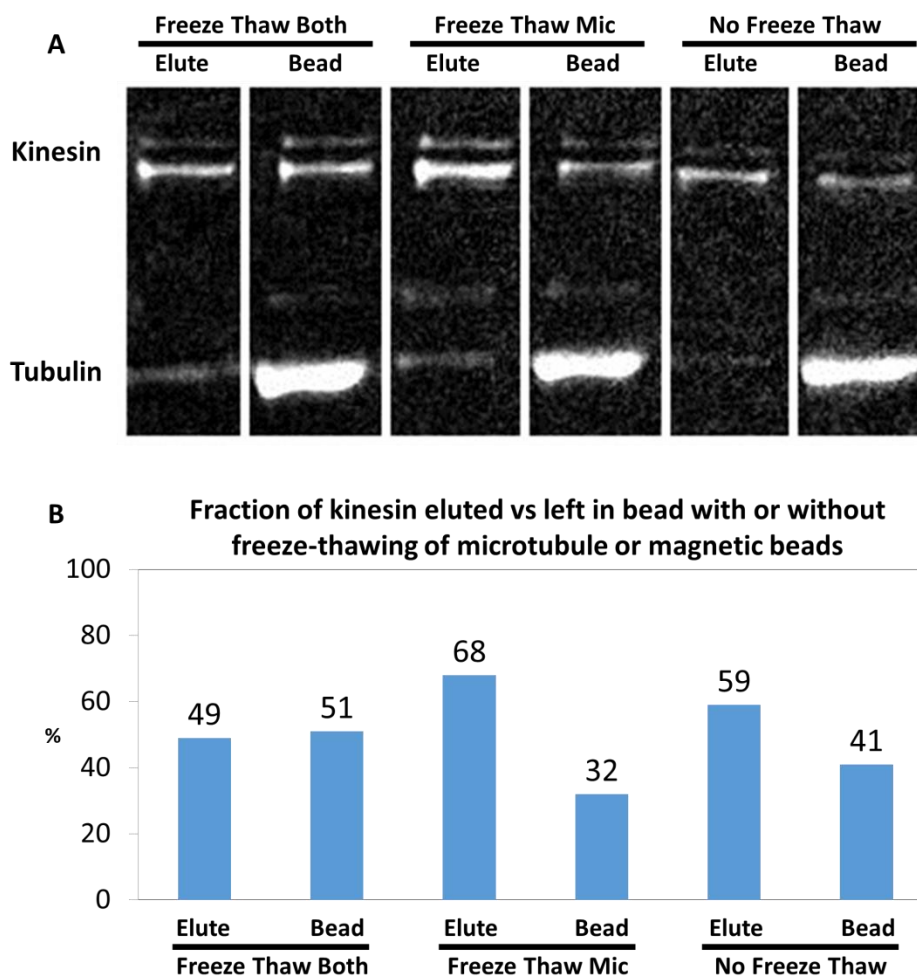 A
Freeze Thaw Both Freeze Thaw Mic No Freeze Thaw
Elute Bead Elute Bead Elute Bead
Kinesin
Tubulin
B
Fraction of kinesin eluted vs left in bead with or without
freeze-thawing of microtubule or magnetic beads
100
80
60
40
20
0
%
49 51 68 32 59 41
Elute Bead Elute Bead Elute Bead
Freeze Thaw Both Freeze Thaw Mic No Freeze Thaw